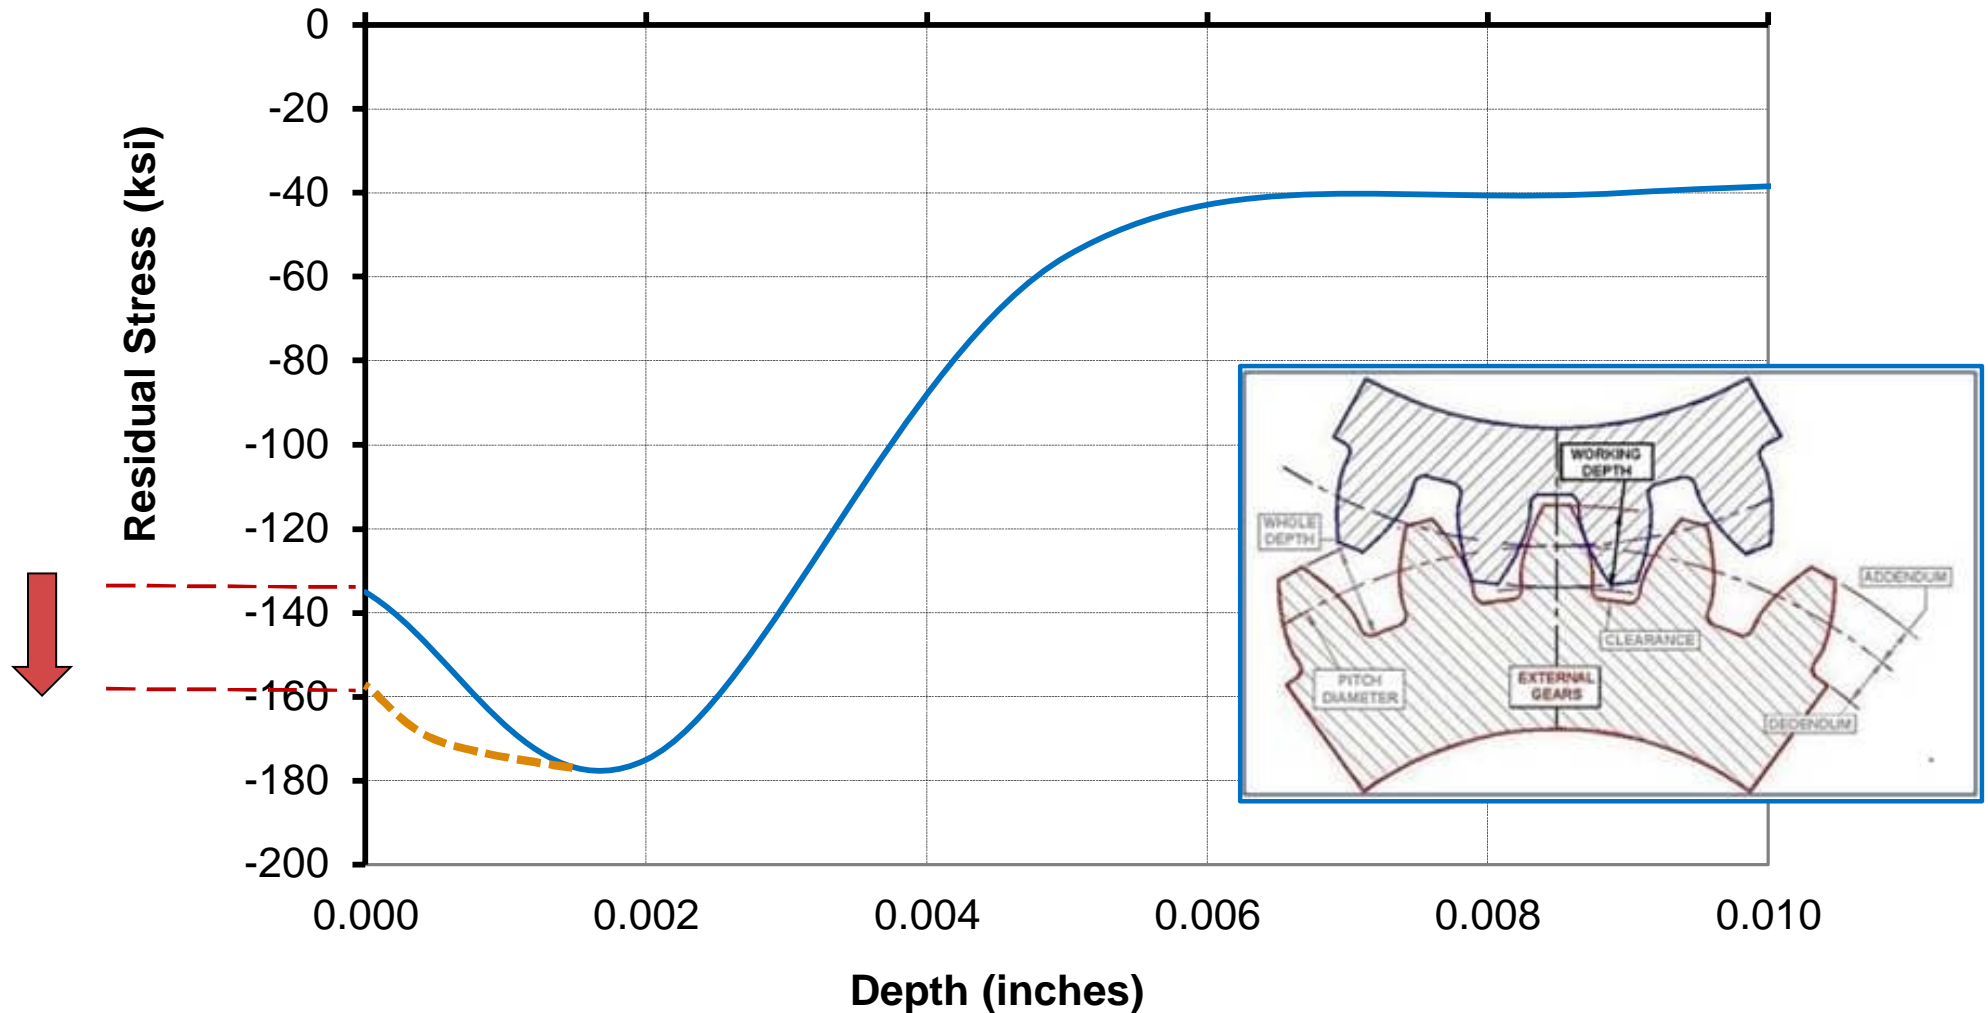 Residual Stress (ksi)
0
-20
-40
-60
-80
-100
-120
-140
-160
-180
-200
0.000
0.002
0.004
0.006
0.008
0.010
Depth (inches)
WORKING
DEPTH
WHOLE
DEPTH
ADDENDUM
CLEARANCE
PITCH
DIAMETER
EXTERNAL
GEARS
DEDENDUM